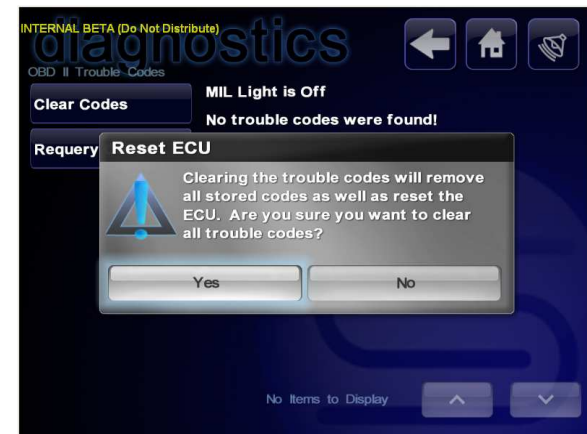 INTERNAL BETA (Do Not Distribute)
diagnostics
OBD II Trouble Codes
Clear Codes
MIL Light is Off
No trouble codes were found!
Requery
Reset ECU
Clearing the trouble codes will remove
all stored codes as well as reset the
ECU. Are you sure you want to clear
all trouble codes?
Yes
No
No Items to Display